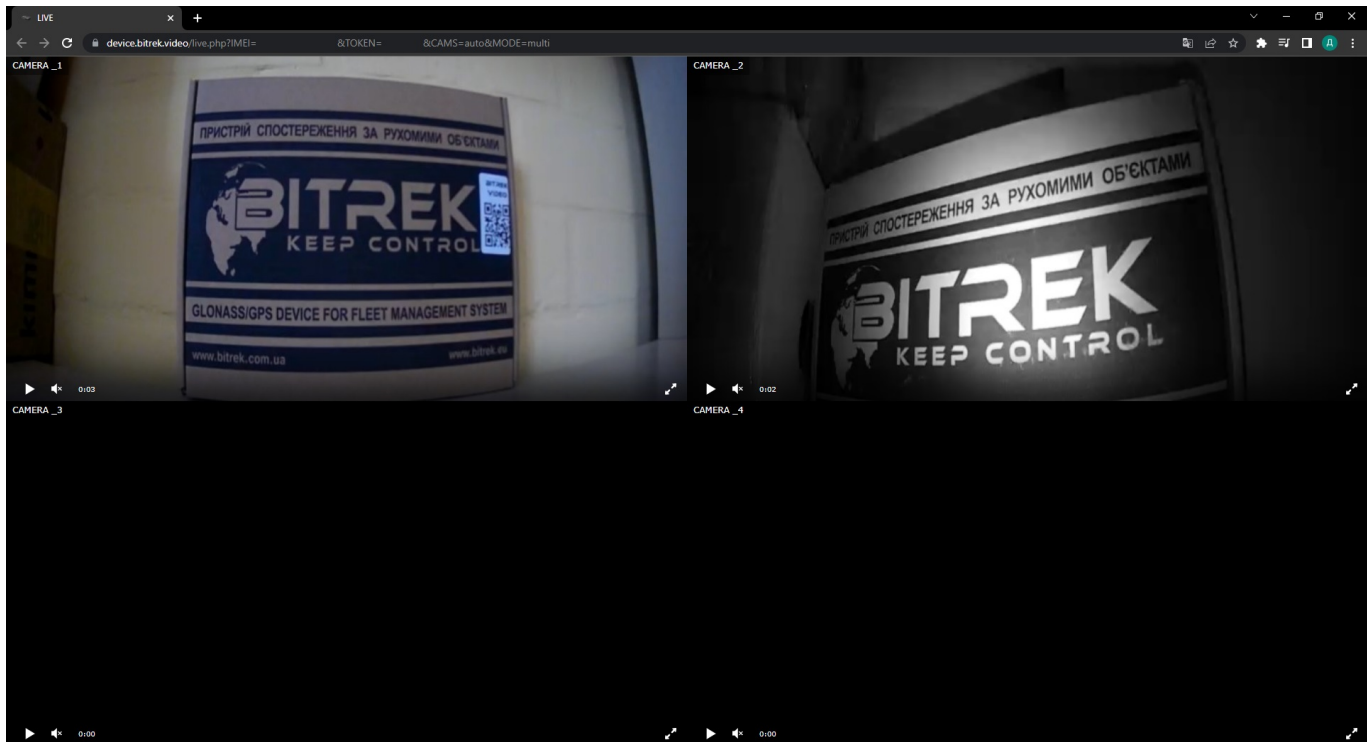 LIVE
device.bitrek.video/live.php?IMEI= &TOKEN= &CAMS=auto&MODE=multi
Д
CAMERA _1
ПРИСТРІЙ СПОСТЕРЕЖЕННЯ ЗА РУХОМИМИ ОБ'ЄКТАМИ
BITREK
KEEP CONTROL
BITREK
VIDEO
GLONASS/GPS DEVICE FOR FLEET MANAGEMENT SYSTEM
www.bitrek.com.ua
www.bitrek.eu
kimi
0:03
CAMERA _2
ПРИСТРІЙ СПОСТЕРЕЖЕННЯ ЗА РУХОМИМИ ОБ'ЄКТАМИ
BITREK
KEEP CONTROL
0:02
CAMERA _3
0:00
CAMERA _4
0:00